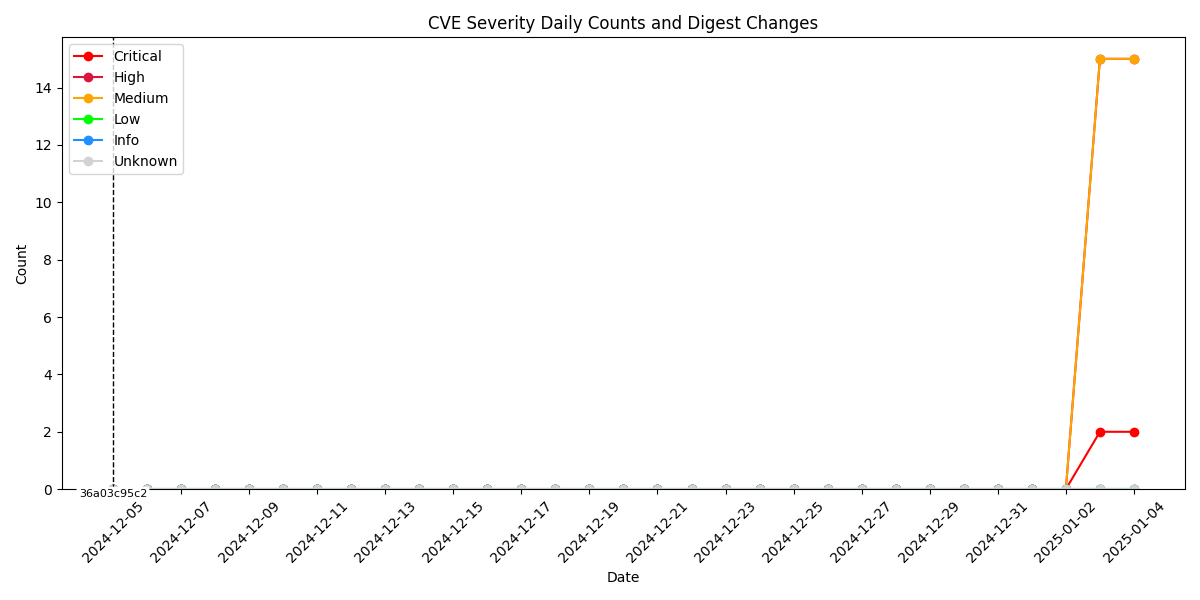 CVE Severity Daily Counts and Digest Changes
Critical
High
Medium
Low
Info
Unknown
Count
14
12
10
8
6
4
2
0
36a03c95c2
2024-12-05
2024-12-07
2024-12-09
2024-12-11
2024-12-13
2024-12-15
2024-12-17
2024-12-19
2024-12-21
2024-12-23
2024-12-25
2024-12-27
2024-12-29
2024-12-31
2025-01-02
2025-01-04
Date